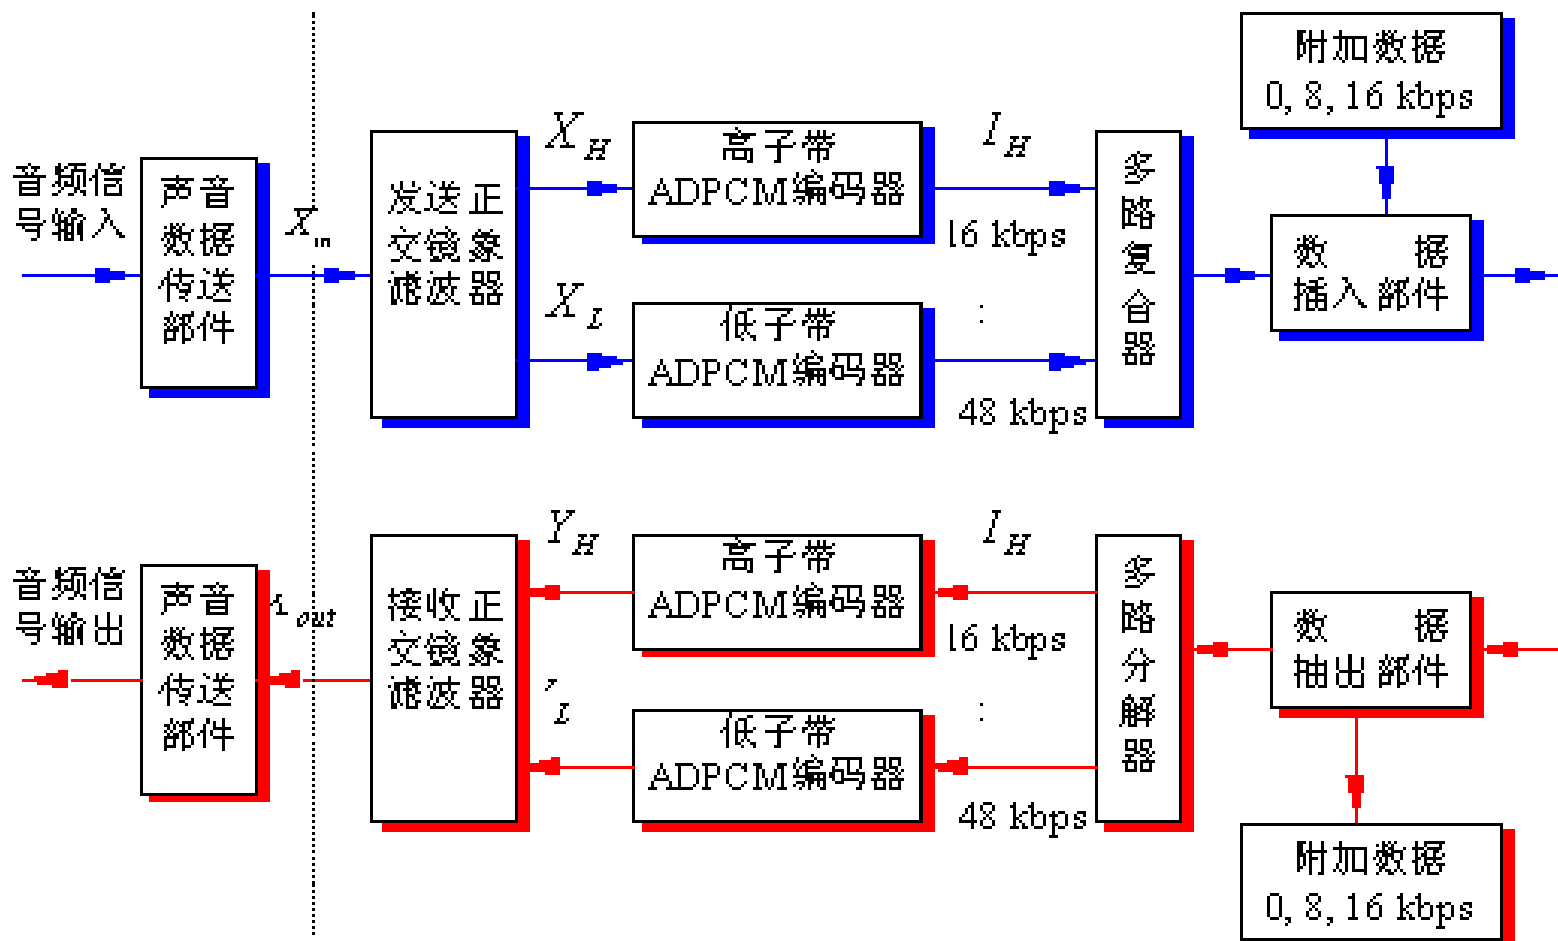 附加数据
0, 8, 16 kbps
音频信
号输入
声音
数据
传送
部件
X in
发送正
交镜象
滤波器
X H
高子带
ADPCM编码器
I H
16 kbps
X L
低子带
ADPCM编码器
48 kbps
多
路
复
合
器
数 据
插入部件
音频信
号输出
声音
数据
传送
部件
out
接收正
交镜象
滤波器
Y H
高子带
ADPCM编码器
I H
16 kbps
L
低子带
ADPCM编码器
48 kbps
多
路
分
解
器
数 据
抽出部件
附加数据
0, 8, 16 kbps